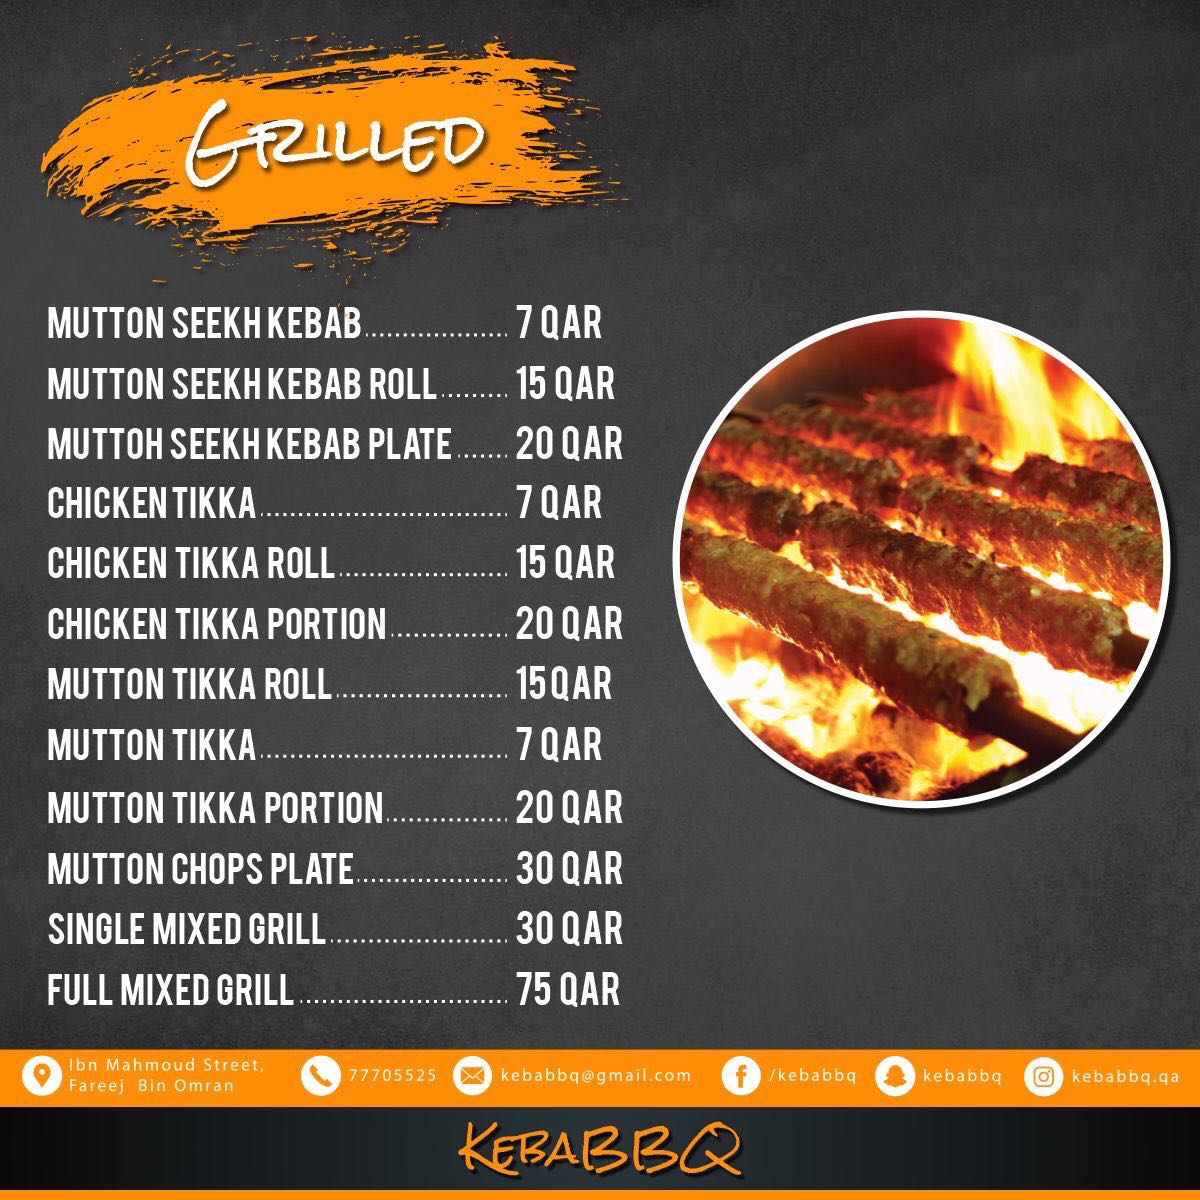 GRILLED
MUTTON SEEKH KEBAB.................. 7 QAR
MUTTON SEEKH KEBAB ROLL......... 15 QAR
MUTTOH SEEKH KEBAB PLATE....... 20 QAR
CHICKEN TIKKA................................ 7 QAR
CHICKEN TIKKA ROLL...................... 15 QAR
CHICKEN TIKKA PORTION............... 20 QAR
MUTTON TIKKA ROLL...................... 15 QAR
MUTTON TIKKA................................ 7 QAR
MUTTON TIKKA PORTION................ 20 QAR
MUTTON CHOPS PLATE.................... 30 QAR
SINGLE MIXED GRILL....................... 30 QAR
FULL MIXED GRILL........................... 75 QAR
Ibn Mahmoud Street,
Fareej Bin Omran
77705525
kebabbq@gmail.com
/kebabbq
kebabbq
kebabbq.qa
KEBABBQ